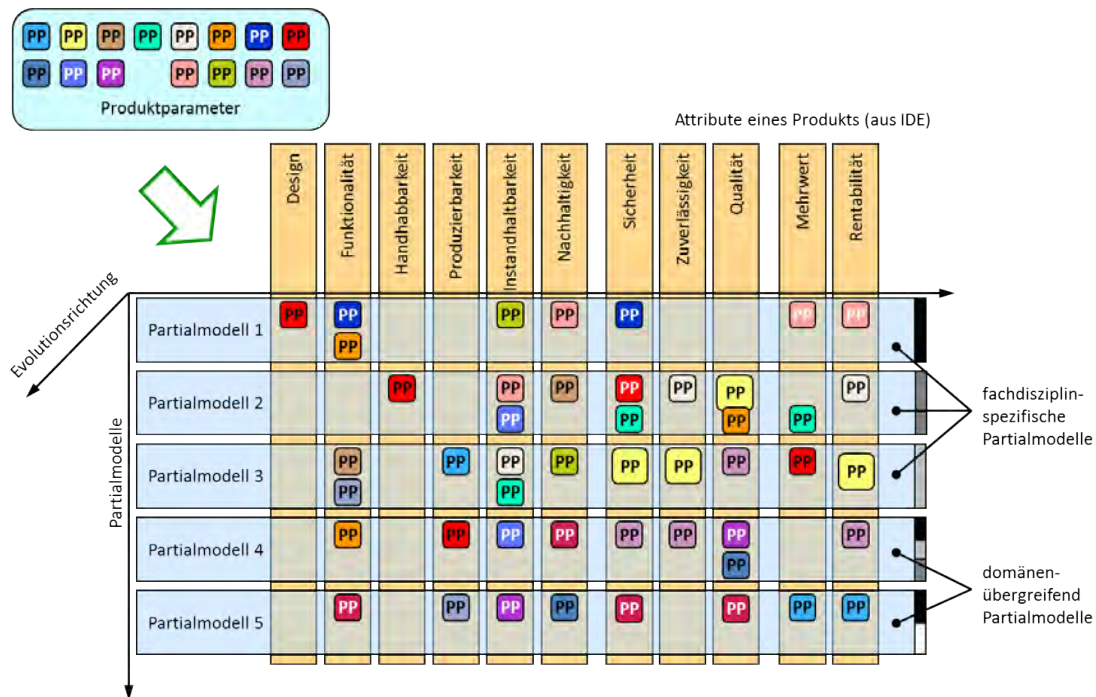 PP PP PP PP PP PP PP PP
PP PP PP PP PP PP PP
Produktparameter
Attribute eines Produkts (aus IDE)
Design
Funktionalität
Handhabbarkeit
Produzierbarkeit
Instandhaltbarkeit
Nachhaltigkeit
Sicherheit
Zuverlässigkeit
Qualität
Mehrwert
Rentabilität
Evolutionsrichtung
Partialmodelle
Partialmodell 1
PP PP PP PP PP PP PP
PP
Partialmodell 2
PP PP PP PP PP PP PP
PP PP PP PP
Partialmodell 3
PP PP PP PP PP PP PP PP PP
PP PP
Partialmodell 4
PP PP PP PP PP PP PP PP
PP
Partialmodell 5
PP PP PP PP PP PP PP PP
fachdisziplin-
spezifische
Partialmodelle
domänen-
übergreifend
Partialmodelle